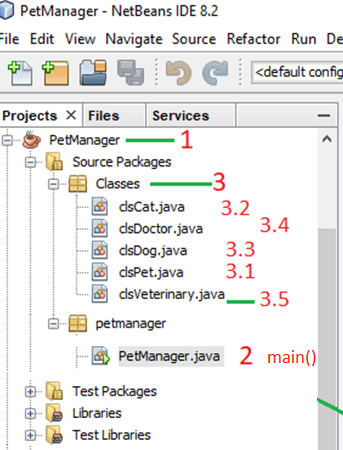 PetManager - NetBeans IDE 8.2
File Edit View Navigate Source Refactor Run De
<default config
Projects × Files Services
PetManager 1
Source Packages
Classes 3
clsCat.java 3.2
clsDoctor.java 3.4
clsDog.java 3.3
clsPet.java 3.1
clsVeterinary.java 3.5
petmanager
PetManager.java 2 main()
Test Packages
Libraries
Test Libraries